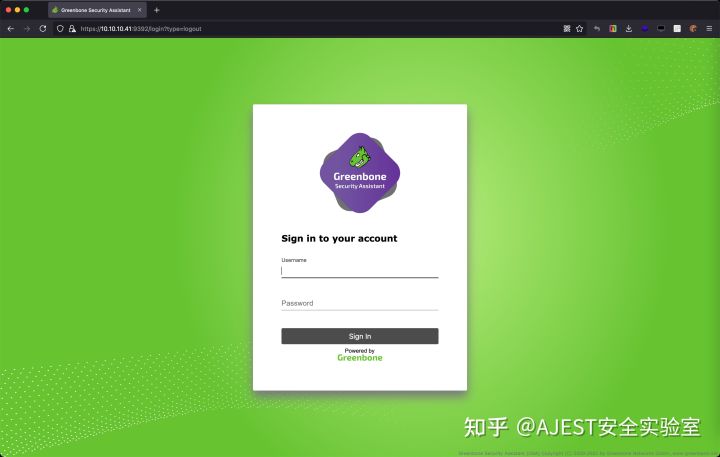 Greenbone Security Assistant
https://10.10.10.41:9392/login?type=logout
Greenbone
Security Assistant
Sign in to your account
Username
Password
Sign In
Powered by
Greenbone
知乎 @AJEST安全实验室